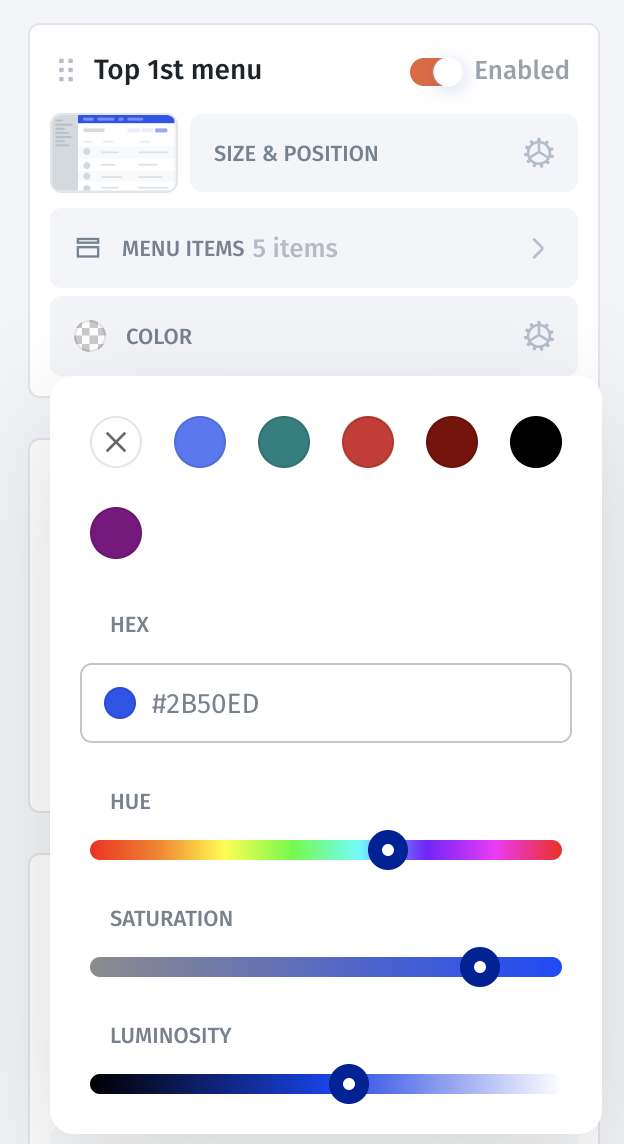 Top 1st menu
Enabled
SIZE & POSITION
MENU ITEMS 5 items
COLOR
HEX
#2B50ED
HUE
SATURATION
LUMINOSITY